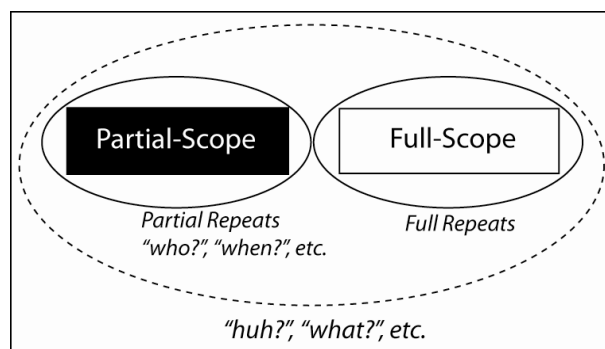 Partial-Scope
Full-Scope
Partial Repeats
"who?", "when?", etc.
Full Repeats
"huh?", "what?", etc.